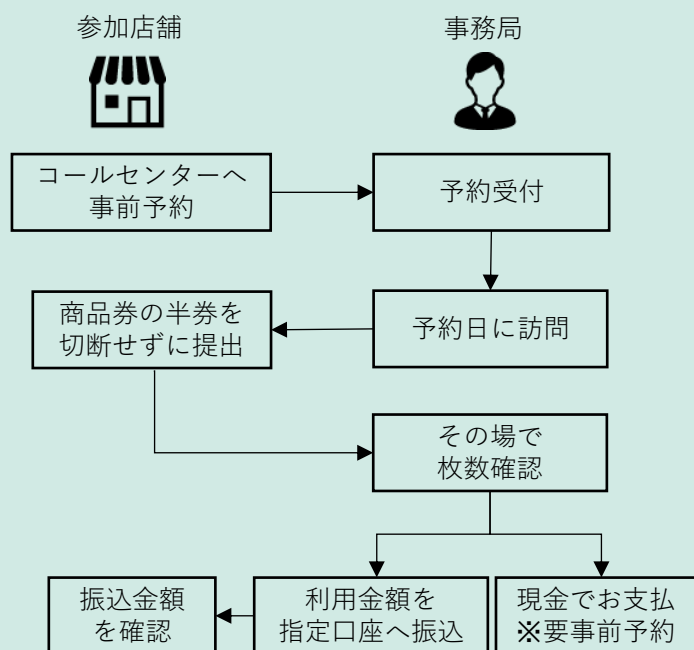 参加店舗
事務局
コールセンターへ
事前予約
予約受付
商品券の半券を
切断せずに提出
予約日に訪問
その場で
枚数確認
振込金額
を確認
利用金額を
指定口座へ振込
現金でお支払
※要事前予約